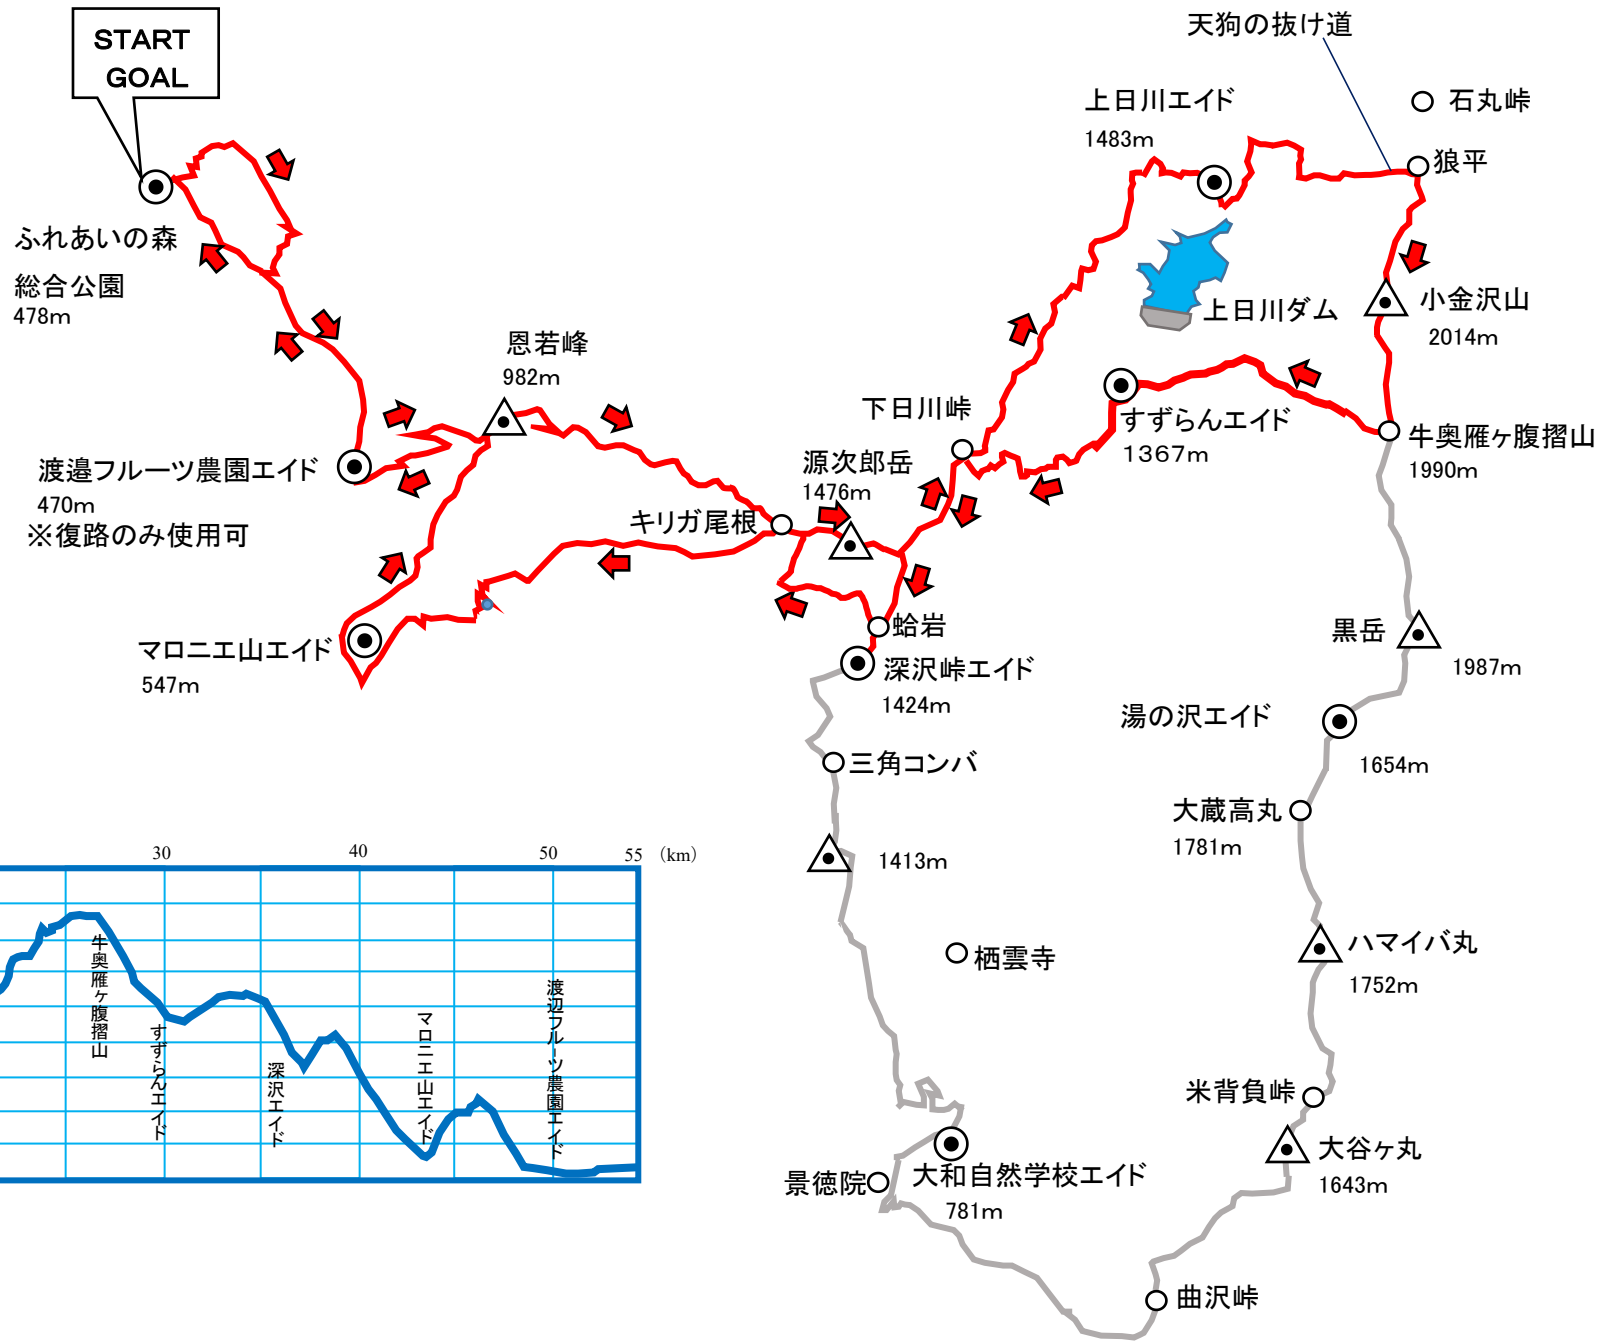 START
GOAL
天狗の抜け道
上日川エイド
1483m
石丸峠
狼平
ふれあいの森
総合公園
478m
上日川ダム
小金沢山
2014m
恩若峰
982m
下日川峠
すずらんエイド
1367m
牛奥雁ヶ腹摺山
1990m
渡邉フルーツ農園エイド
470m
※復路のみ使用可
源次郎岳
1476m
キリガ尾根
蛤岩
マロニエ山エイド
547m
深沢峠エイド
1424m
黒岳
1987m
湯の沢エイド
1654m
三角コンバ
大蔵高丸
1781m
1413m
30
40
50
55
(km)
牛奥雁ヶ腹摺山
すずらんエイド
深沢エイド
マロニエ山エイド
渡辺フルーツ農園エイド
栖雲寺
ハマイバ丸
1752m
米背負峠
大谷ヶ丸
1643m
景徳院
大和自然学校エイド
781m
曲沢峠